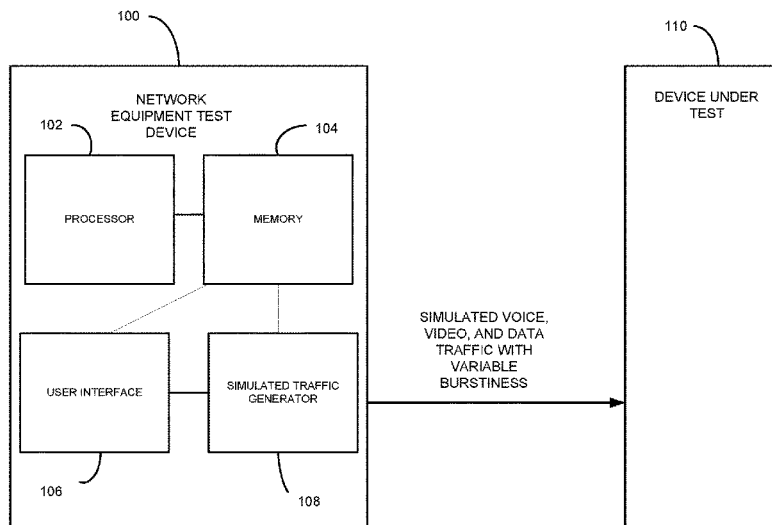 100
110
NETWORK
EQUIPMENT TEST
DEVICE
DEVICE UNDER
TEST
102
104
PROCESSOR
MEMORY
SIMULATED VOICE,
VIDEO, AND DATA
TRAFFIC WITH
VARIABLE
BURSTINESS
USER INTERFACE
SIMULATED TRAFFIC
GENERATOR
106
108